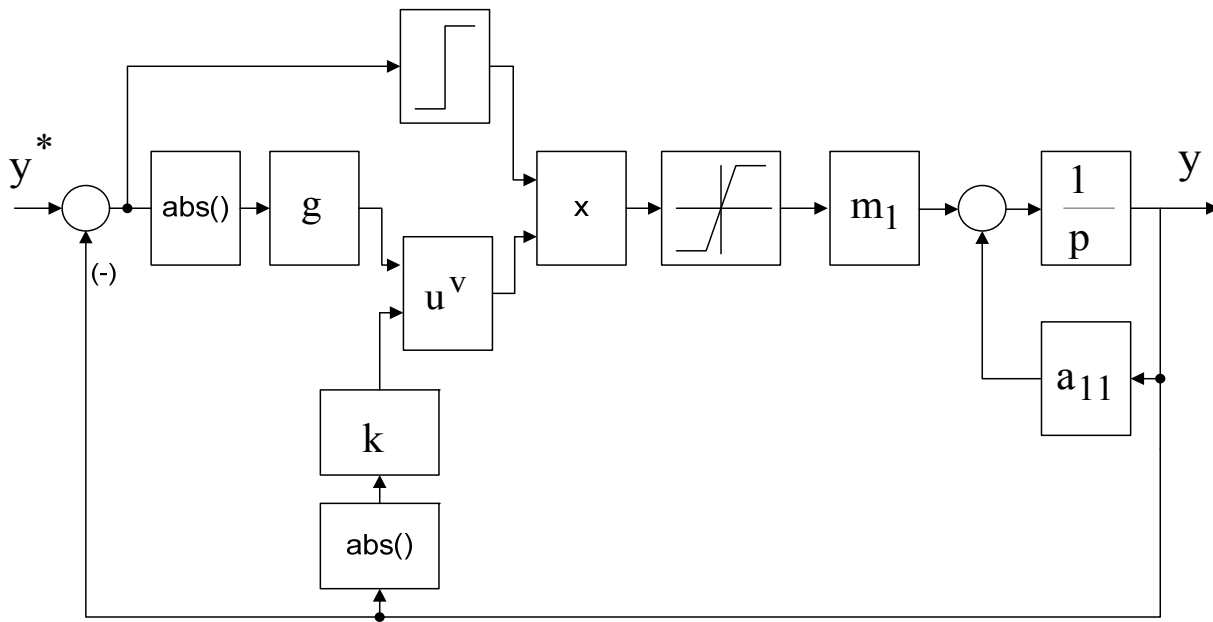 y*
(-)
abs()
g
u^v
x
m₁
1
p
y
a₁₁
k
abs()